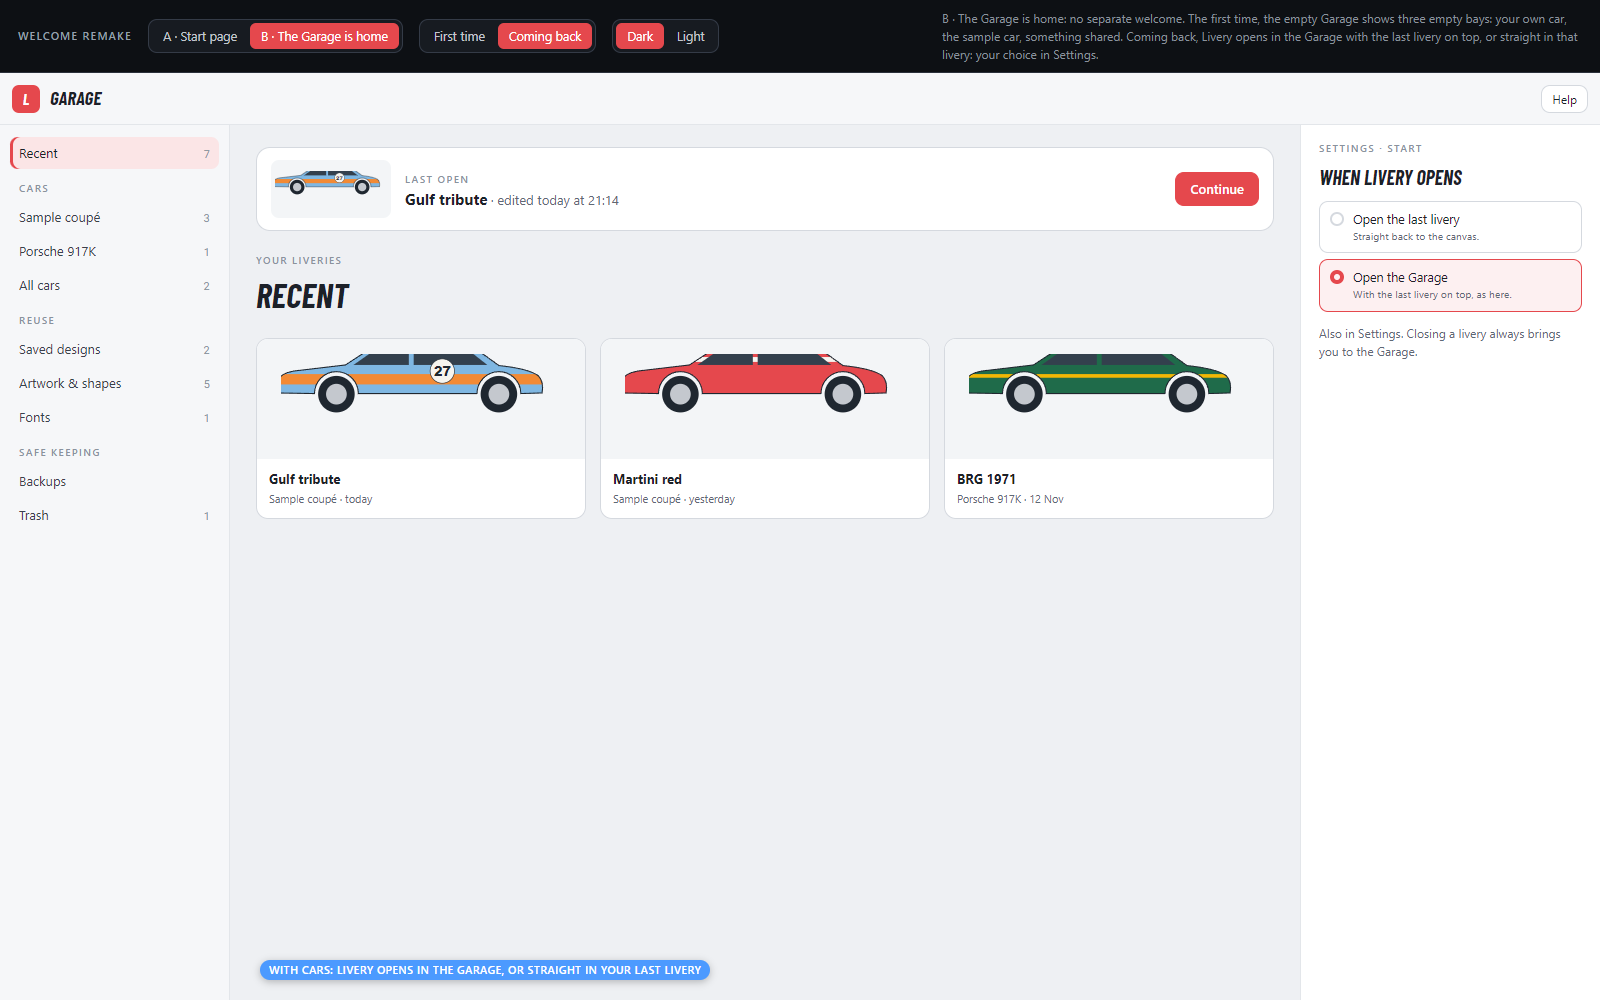 WELCOME REMAKE
A · Start page
B · The Garage is home
First time
Coming back
Dark
Light
B · The Garage is home: no separate welcome. The first time, the empty Garage shows three empty bays: your own car,
the sample car, something shared. Coming back, Livery opens in the Garage with the last livery on top, or straight in that
livery: your choice in Settings.
L
GARAGE
Help
Recent 7
CARS
Sample coupé 3
Porsche 917K 1
All cars 2
REUSE
Saved designs 2
Artwork & shapes 5
Fonts 1
SAFE KEEPING
Backups
Trash 1
27
LAST OPEN
Gulf tribute · edited today at 21:14
Continue
YOUR LIVERIES
RECENT
27
Gulf tribute
Sample coupé · today
Martini red
Sample coupé · yesterday
BRG 1971
Porsche 917K · 12 Nov
WITH CARS: LIVERY OPENS IN THE GARAGE, OR STRAIGHT IN YOUR LAST LIVERY
SETTINGS · START
WHEN LIVERY OPENS
Open the last livery
Straight back to the canvas.
Open the Garage
With the last livery on top, as here.
Also in Settings. Closing a livery always brings
you to the Garage.